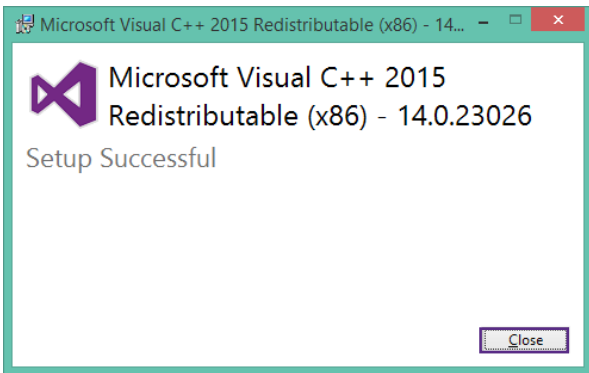 Microsoft Visual C++ 2015 Redistributable (x86) - 14...
Microsoft Visual C++ 2015
Redistributable (x86) - 14.0.23026
Setup Successful
Close